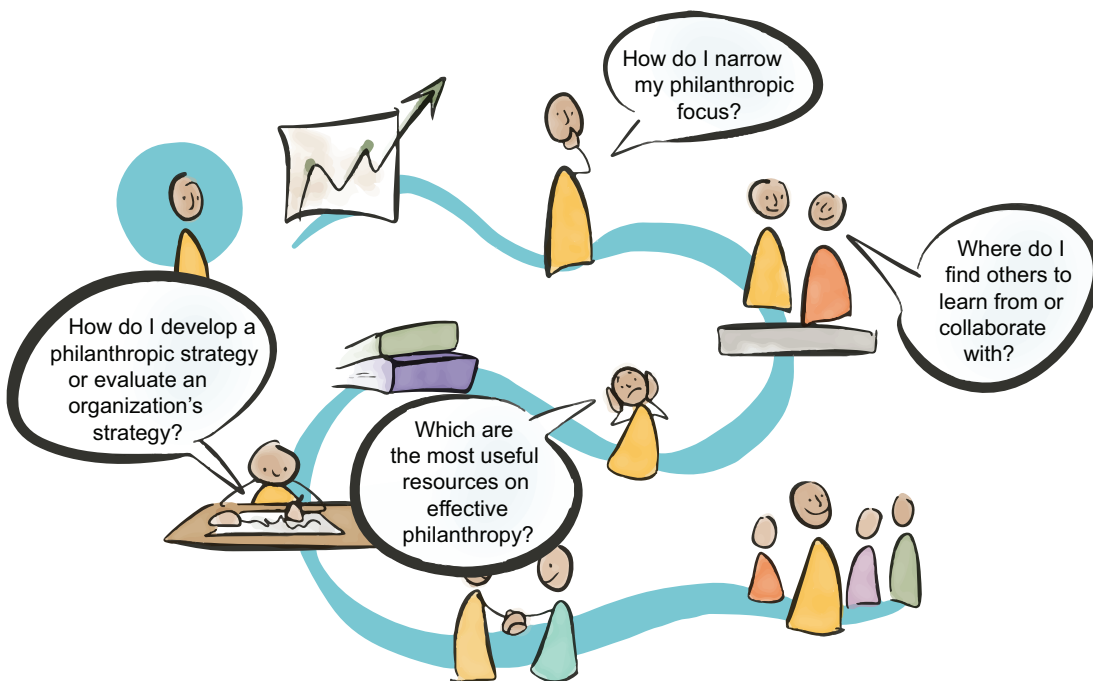 How do I narrow
my philanthropic
focus?
Where do I
find others to
learn from or
collaborate
with?
How do I develop a
philanthropic strategy
or evaluate an
organization's
strategy?
Which are
the most useful
resources on
effective
philanthropy?